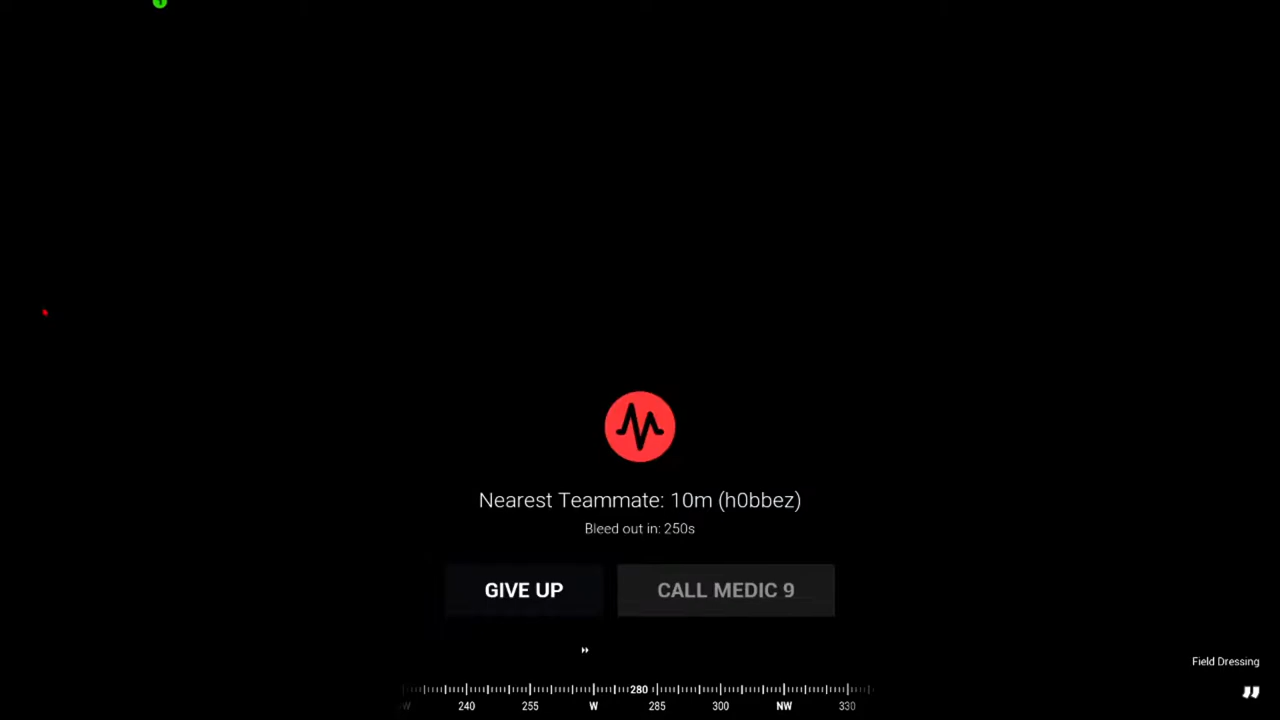 1
Nearest Teammate: 10m (h0bbez)
Bleed out in: 250s
GIVE UP CALL MEDIC 9
Field Dressing
280
W 240 255 W 285 300 NW 330